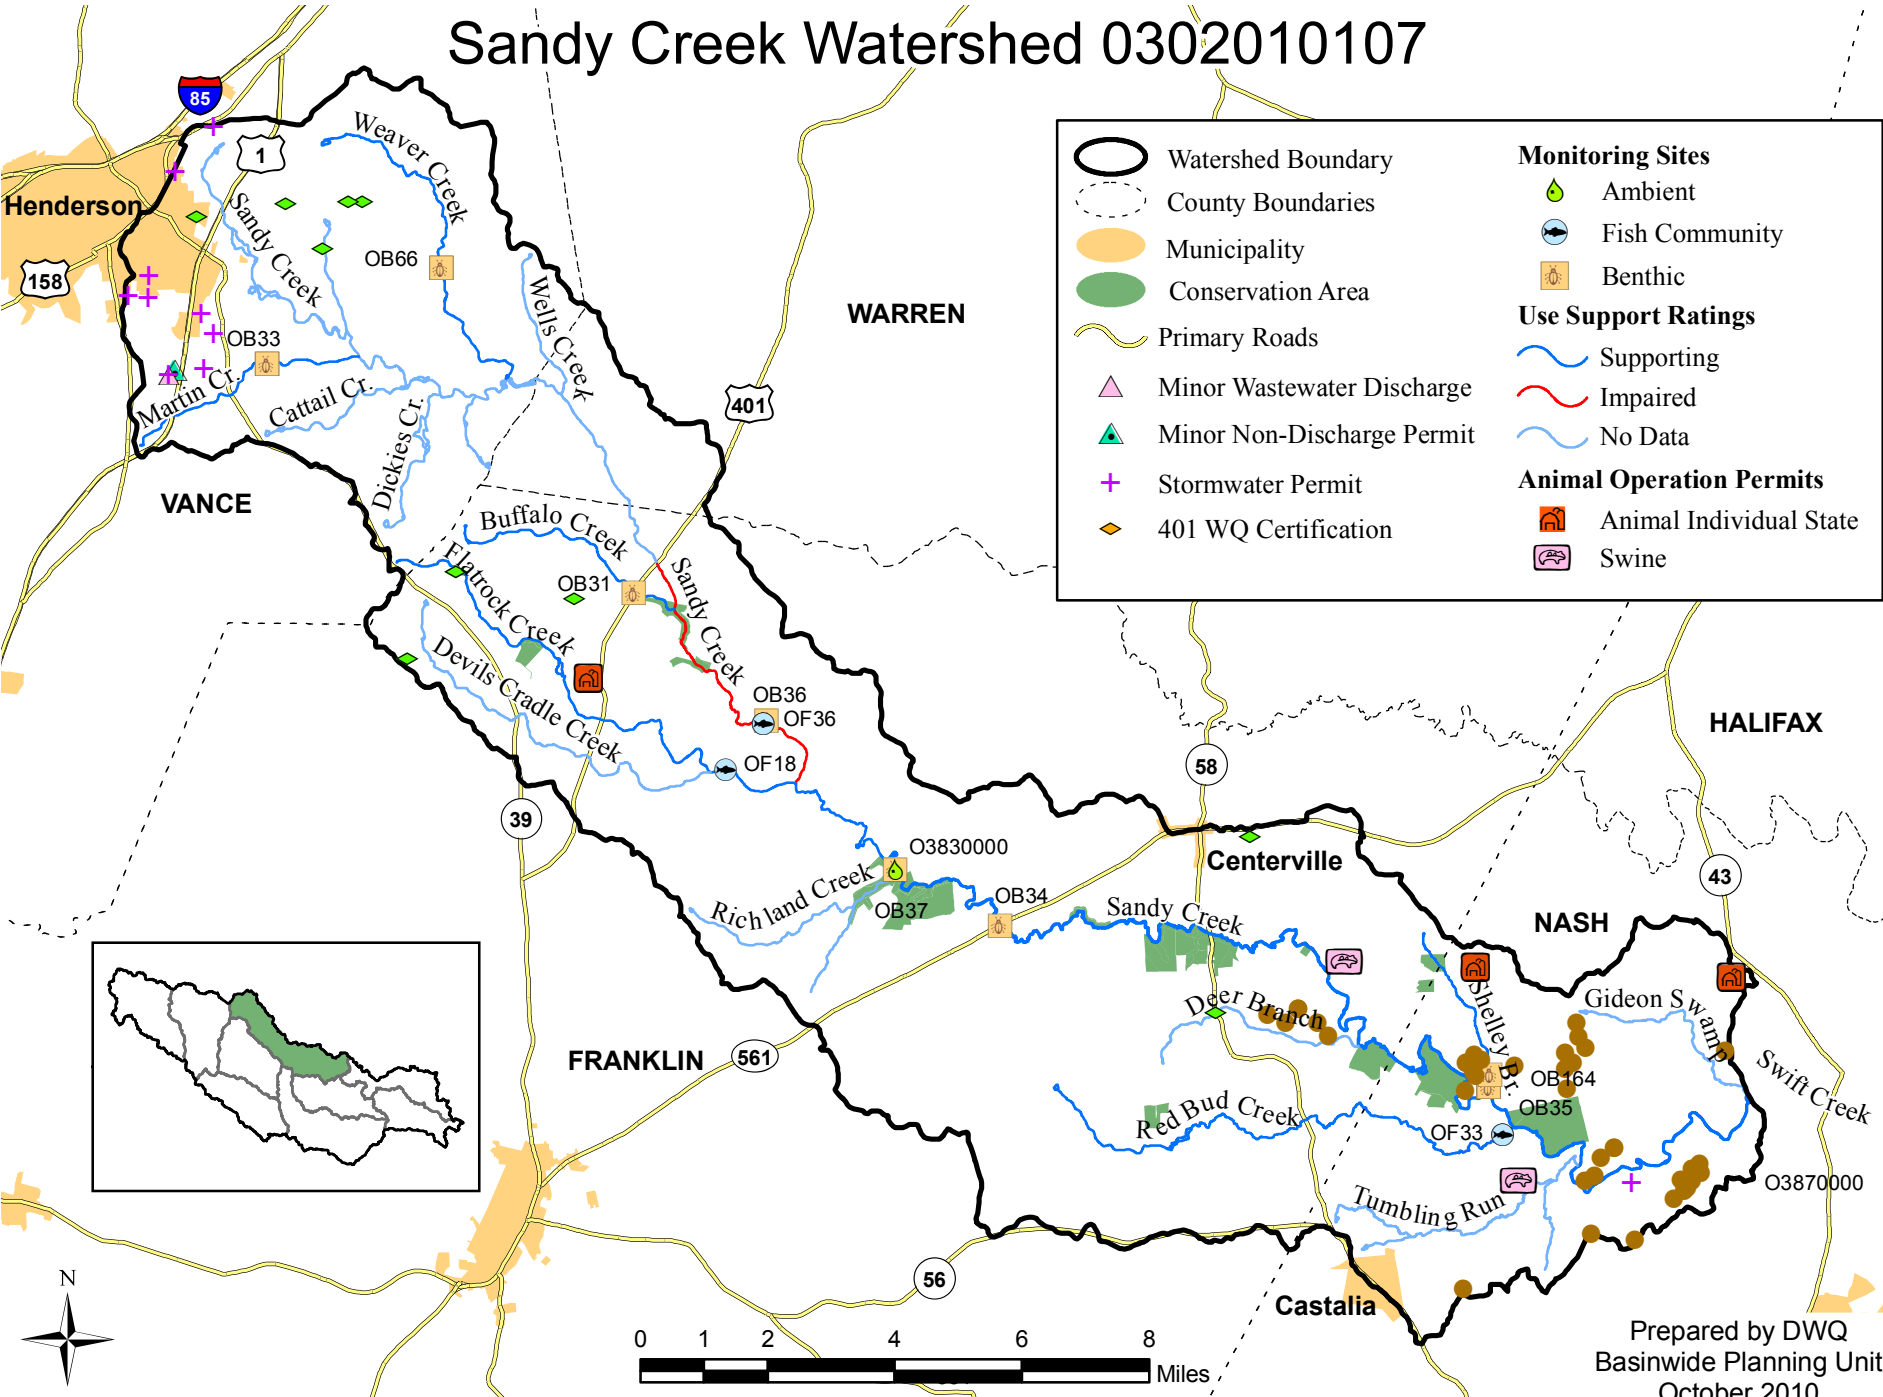 Sandy Creek Watershed 0302010107
85
1
Weaver Creek
Henderson
Sandy Creek
OB66
158
Wells Creek
OB33
Martin Cr.
Cattail Cr.
Dickies Cr.
401
WARREN
VANCE
Watershed Boundary
County Boundaries
Municipality
Conservation Area
Primary Roads
Minor Wastewater Discharge
Minor Non-Discharge Permit
Stormwater Permit
401 WQ Certification
Monitoring Sites
Ambient
Fish Community
Benthic
Use Support Ratings
Supporting
Impaired
No Data
Animal Operation Permits
Animal Individual State
Swine
Buffalo Creek
Flatrock Creek
OB31
Sandy Creek
Devils Cradle Creek
OB36
OF36
OF18
58
HALIFAX
39
O3830000
Centerville
43
Richland Creek
OB37
OB34
Sandy Creek
NASH
Deer Branch
Shelley Br.
Gideon Swamp
Swift Creek
FRANKLIN
561
OB164
OB35
Red Bud Creek
OF33
O3870000
Tumbling Run
56
Castalia
N
0 1 2 4 6 8
Miles
Prepared by DWQ
Basinwide Planning Unit
October 2010